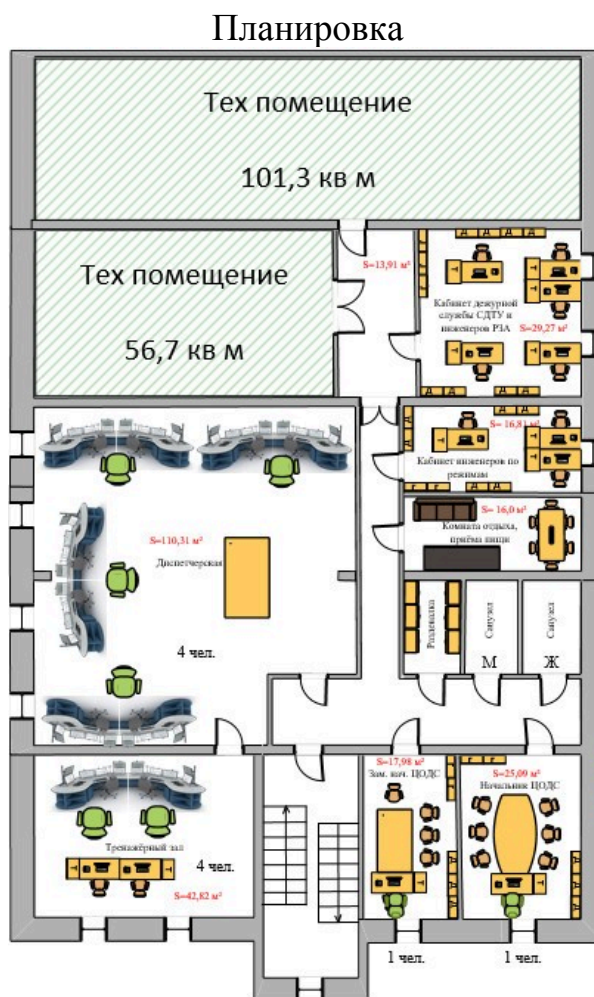 Планировка
Тех помещение
101,3 кв м
Тех помещение
56,7 кв м
S=13,91 м²
Кабинет дежурной
службы СДТУ и
инженеров РЗА
S=29,27 м²
S= 16,81 м²
Кабинет инженеров по
режимам
S= 16,0 м²
Комната отдыха,
приёма пищи
S=110,31 м²
Диспетчерская
4 чел.
Раздевалка
Санузел
М
Санузел
Ж
S=17,98 м²
Зам. нач. ЦОДС
S=25,09 м²
Начальник ЦОДС
Тренажёрный зал
4 чел.
S=42,82 м²
1 чел.
1 чел.